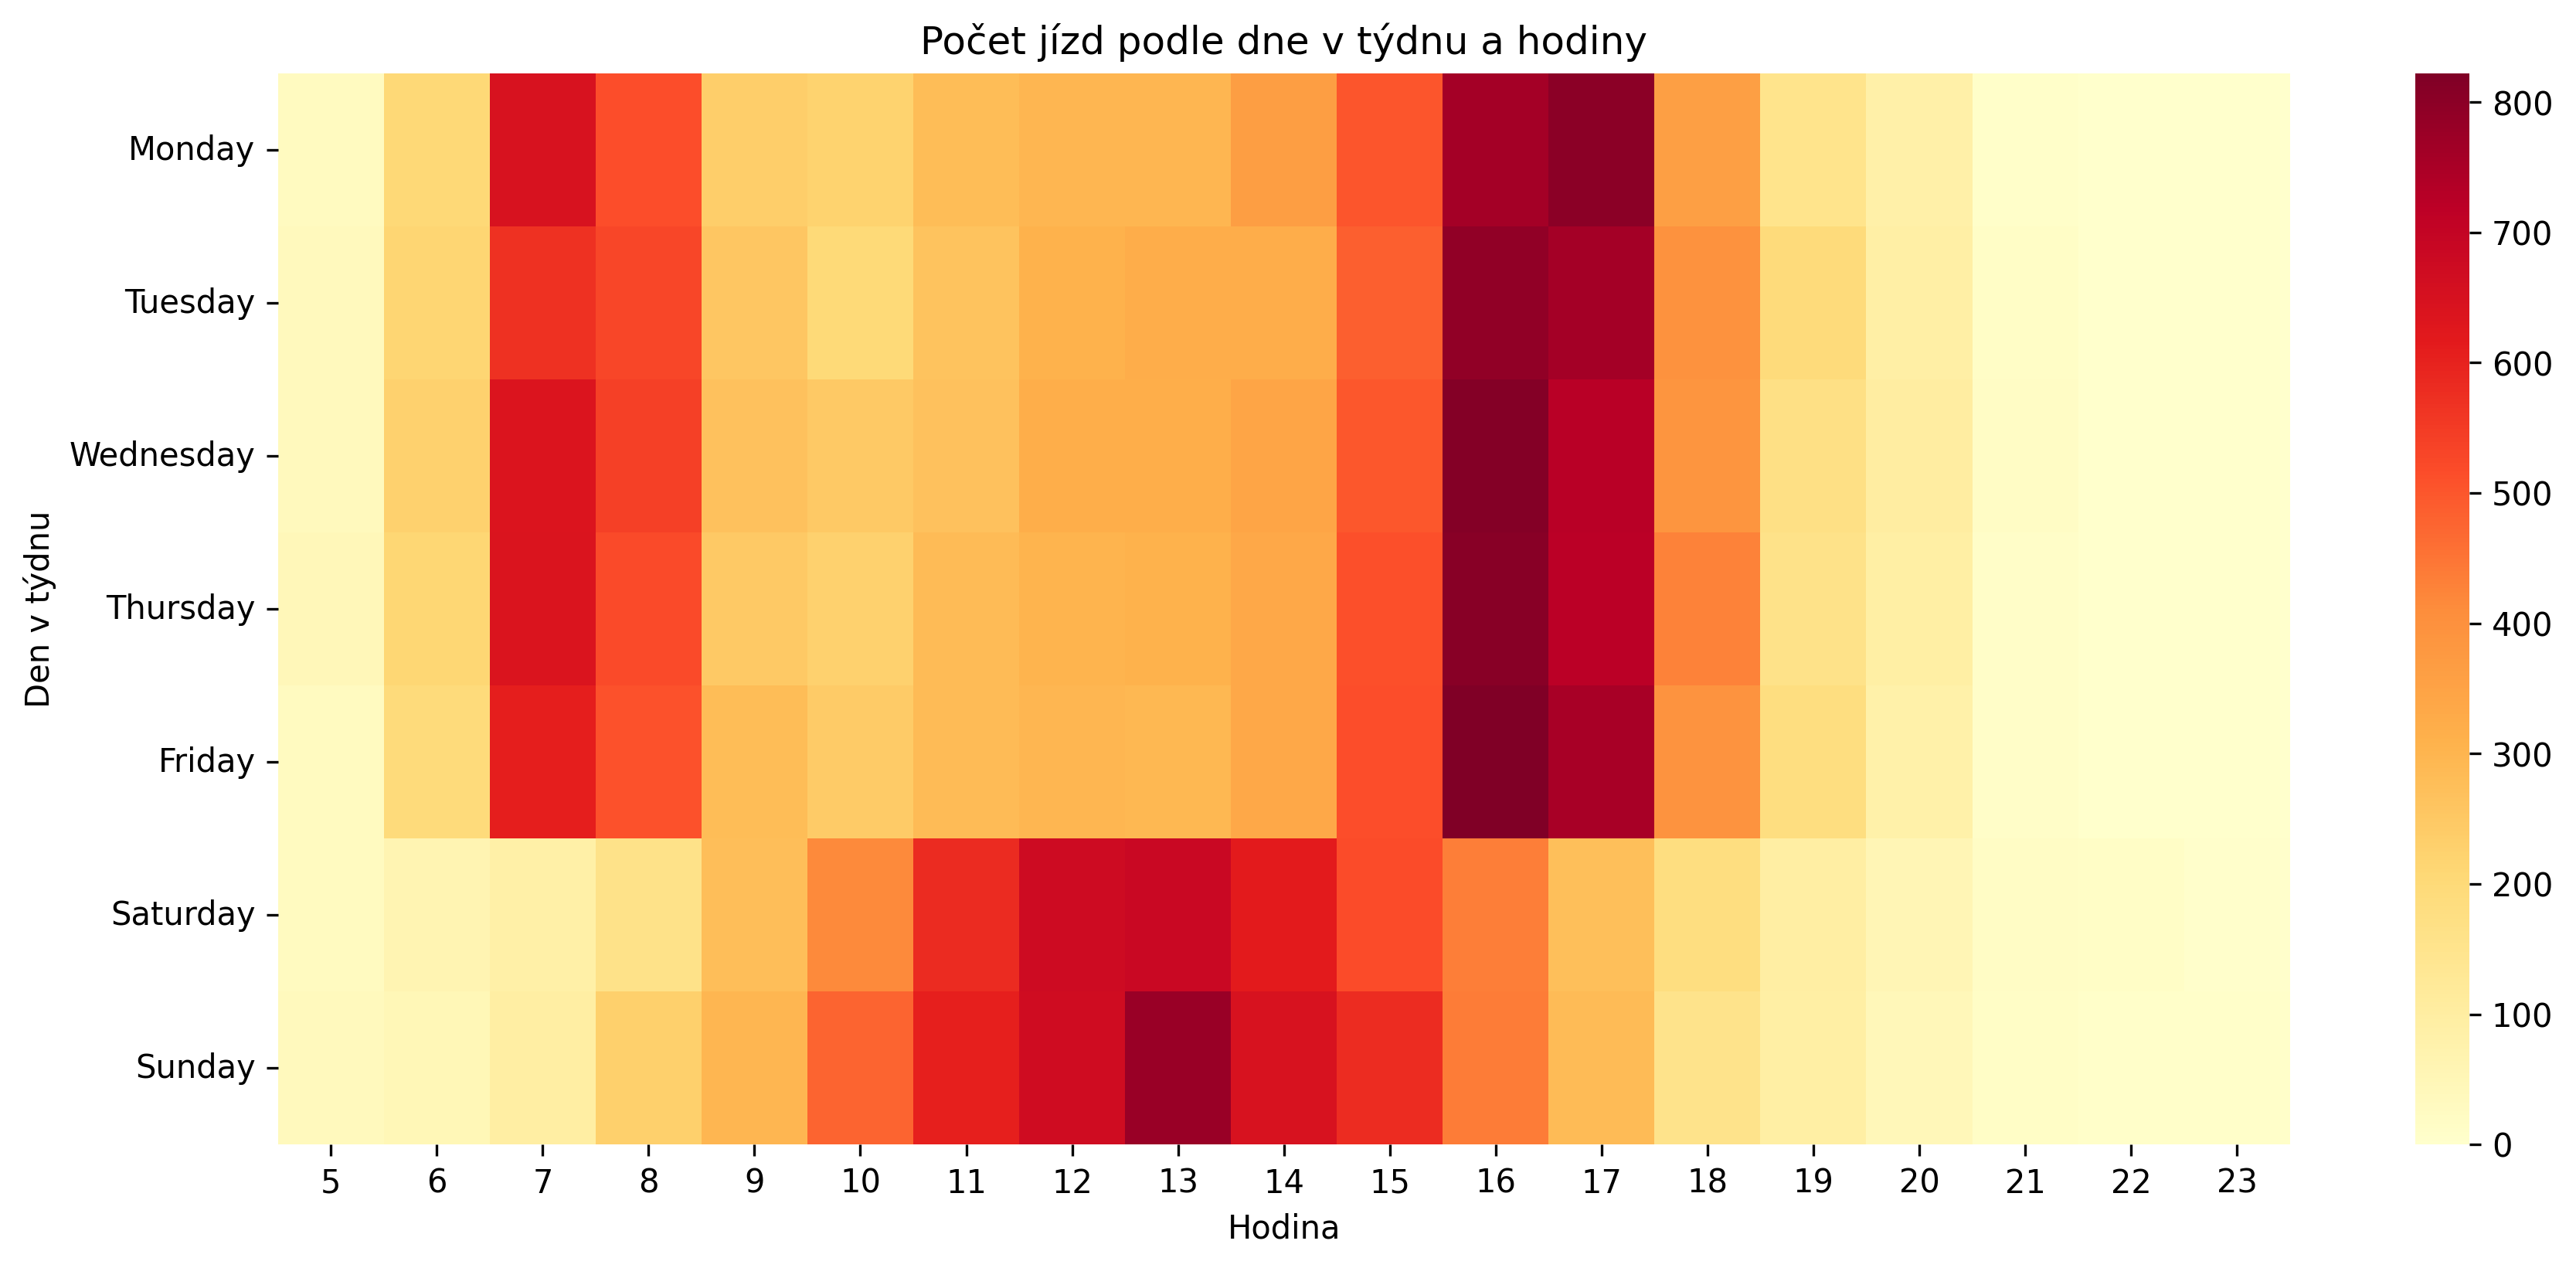 Počet jízd podle dne v týdnu a hodiny
Den v týdnu
Monday
Tuesday
Wednesday
Thursday
Friday
Saturday
Sunday
5 6 7 8 9 10 11 12 13 14 15 16 17 18 19 20 21 22 23
Hodina
800
700
600
500
400
300
200
100
0